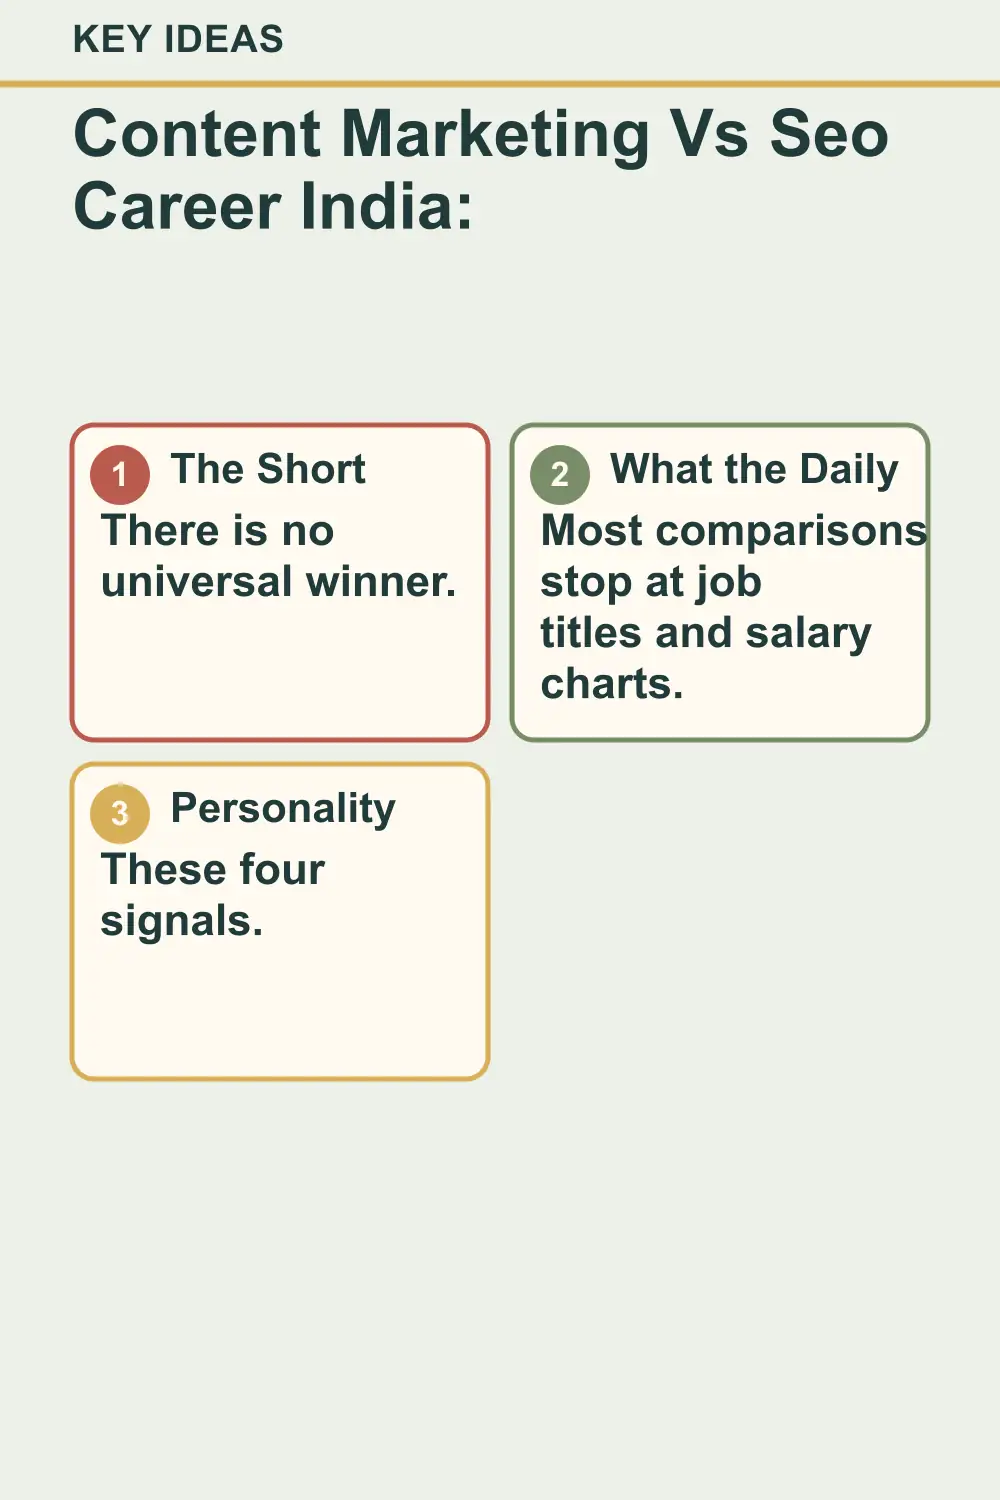 KEY IDEAS
Content Marketing Vs Seo
Career India:
1 The Short
There is no
universal winner.
2 What the Daily
Most comparisons
stop at job
titles and salary
charts.
3 Personality
These four
signals.